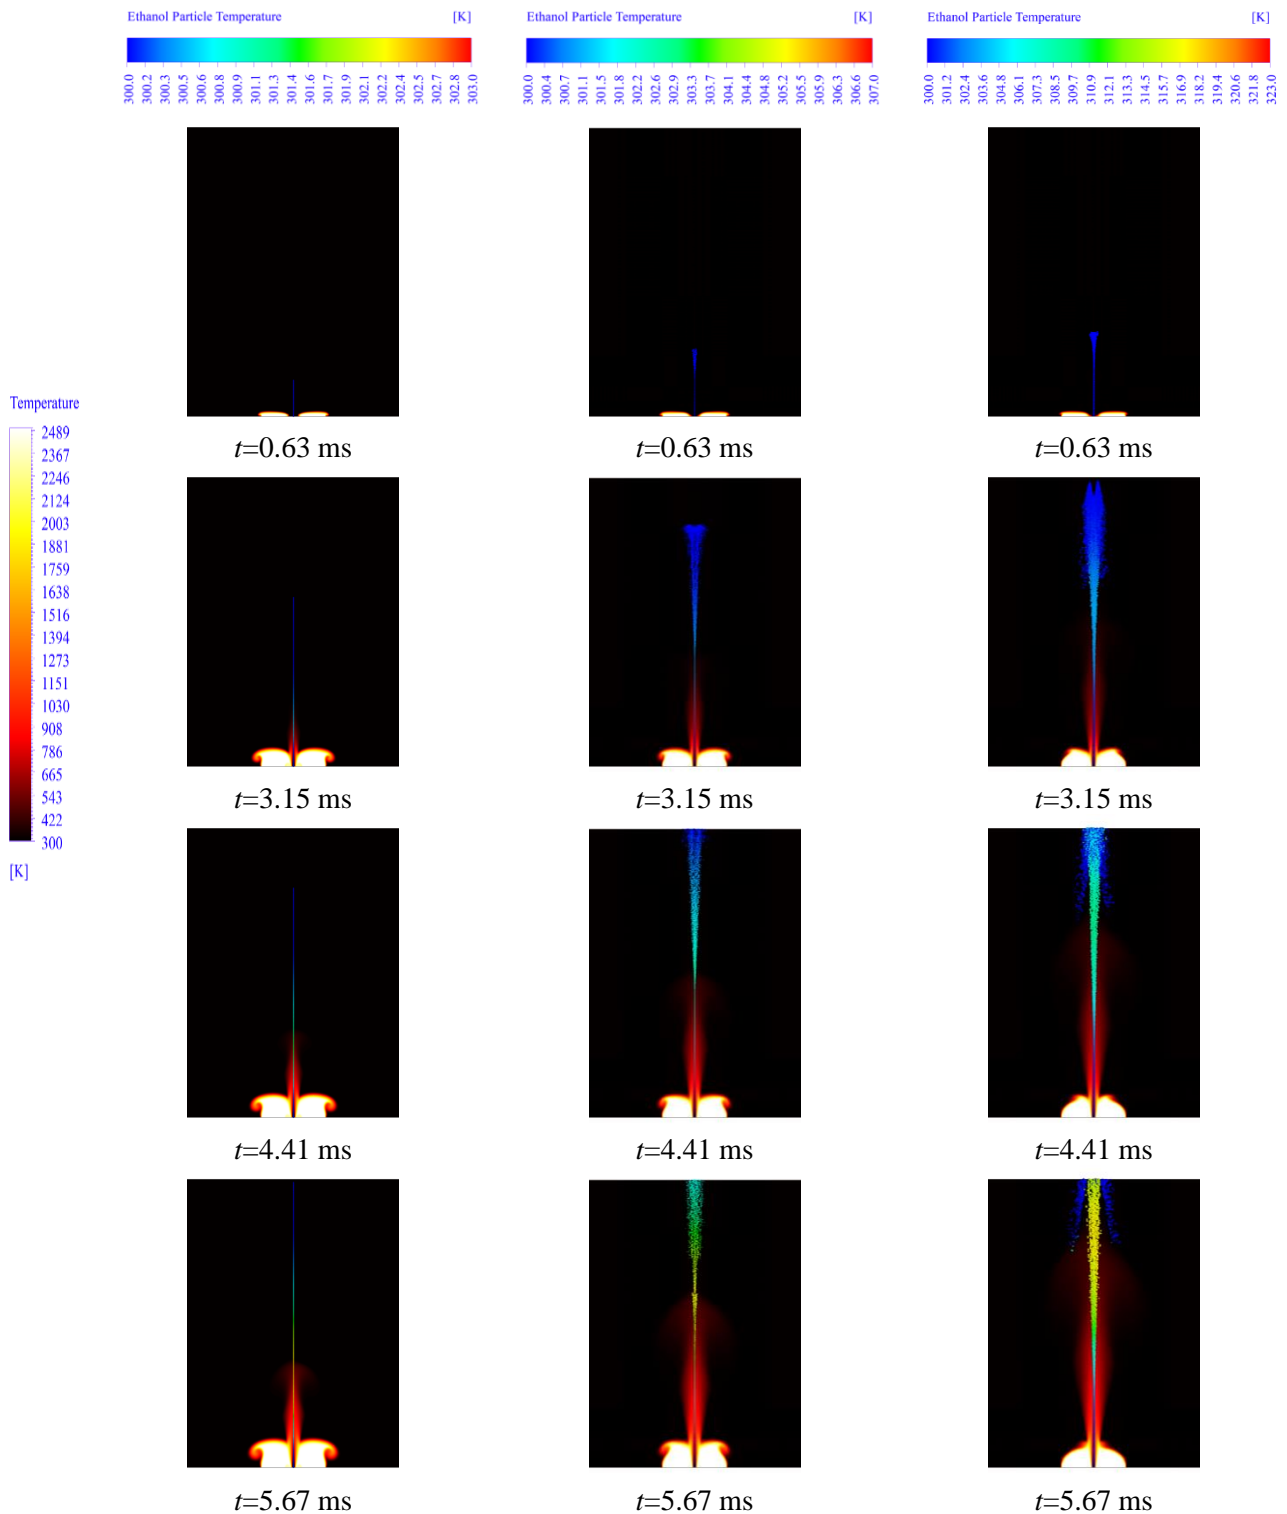 Ethanol Particle Temperature [K]
300.0 300.2 300.3 300.5 300.6 300.8 300.9 301.1 301.3 301.4 301.6 301.7 301.9 302.1 302.2 302.4 302.5 302.7 302.8 303.0
Ethanol Particle Temperature [K]
300.0 300.4 300.7 301.1 301.5 301.8 302.2 302.6 302.9 303.3 303.7 304.1 304.4 304.8 305.2 305.5 305.9 306.3 306.6 307.0
Ethanol Particle Temperature [K]
300.0 301.2 302.4 303.6 304.8 306.1 307.3 308.5 309.7 310.9 312.1 313.3 314.5 315.7 316.9 318.2 319.4 320.6 321.8 323.0
t=0.63 ms t=0.63 ms t=0.63 ms
Temperature
2489
2367
2246
2124
2003
1881
1759
1638
1516
1394
1273
1151
1030
908
786
665
543
422
300
[K]
t=3.15 ms t=3.15 ms t=3.15 ms
t=4.41 ms t=4.41 ms t=4.41 ms
t=5.67 ms t=5.67 ms t=5.67 ms